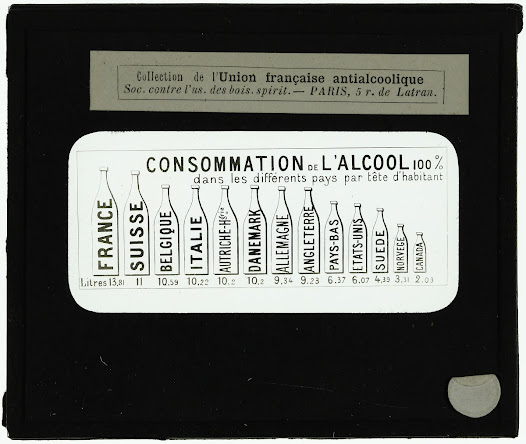 Collection de l'Union française antialcoolique
Soc. contre l'us. des bois. spirit. — PARIS, 5 r. de Latran.
CONSOMMATION DE L'ALCOOL 100%
dans les différents pays par tête d'habitant
FRANCE SUISSE BELGIQUE ITALIE AUTRICHE-Hgie DANEMARK ALLEMAGNE ANGLETERRE PAYS-BAS ETATS-UNIS SUEDE NORVEGE CANADA
Litres 13,81 11 10,59 10,22 10,2 10,2 9,34 9,23 6.37 6,07 4,39 3,31 2,03